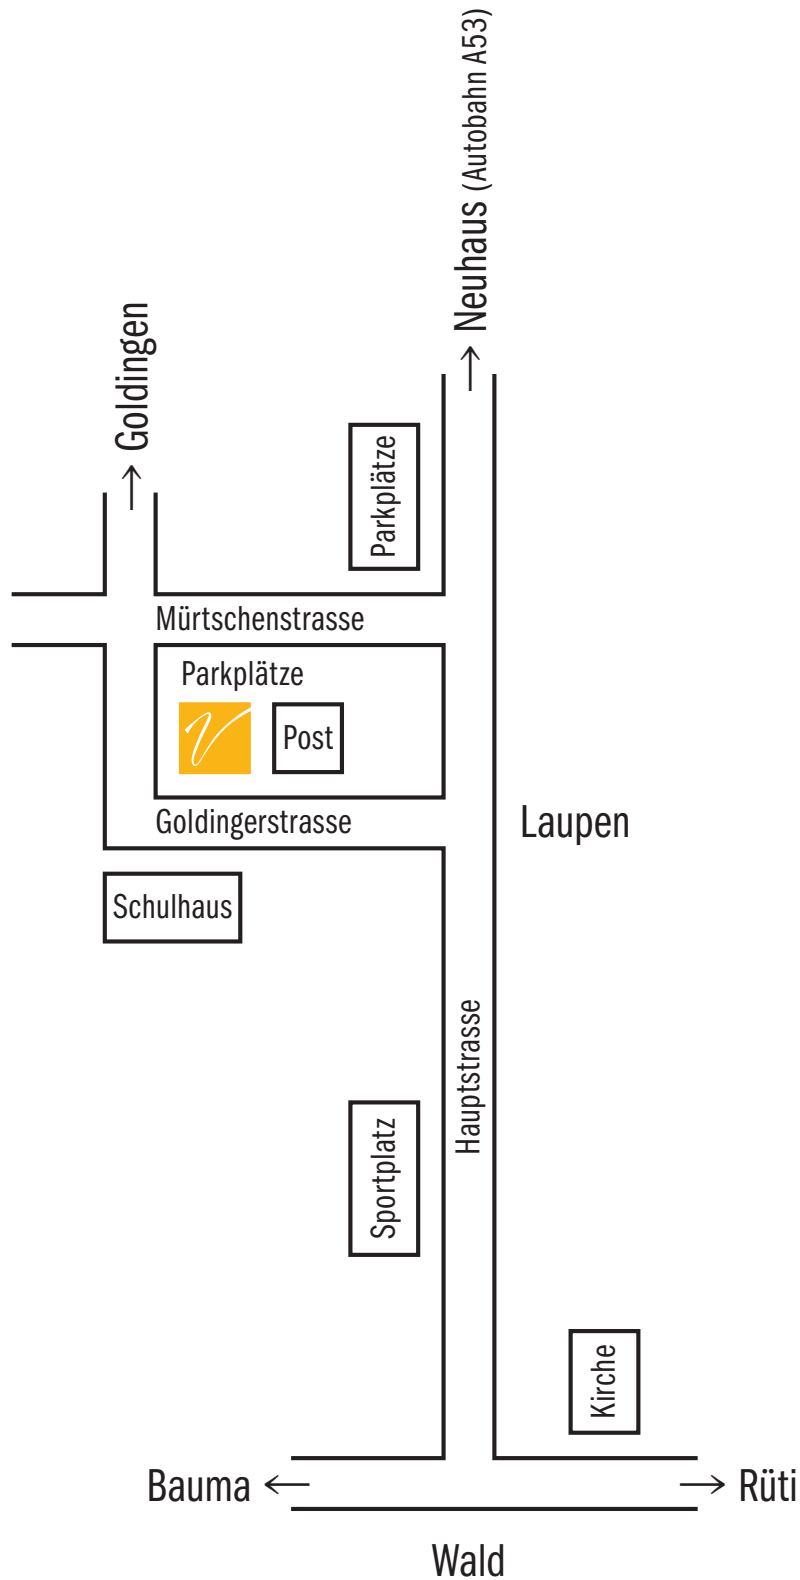 Neuhaus (Autobahn A53)
Goldingen
Parkplätze
Mürtschenstrasse
Parkplätze
V
Post
Goldingerstrasse
Laupen
Schulhaus
Hauptstrasse
Sportplatz
Kirche
Bauma
Rüti
Wald